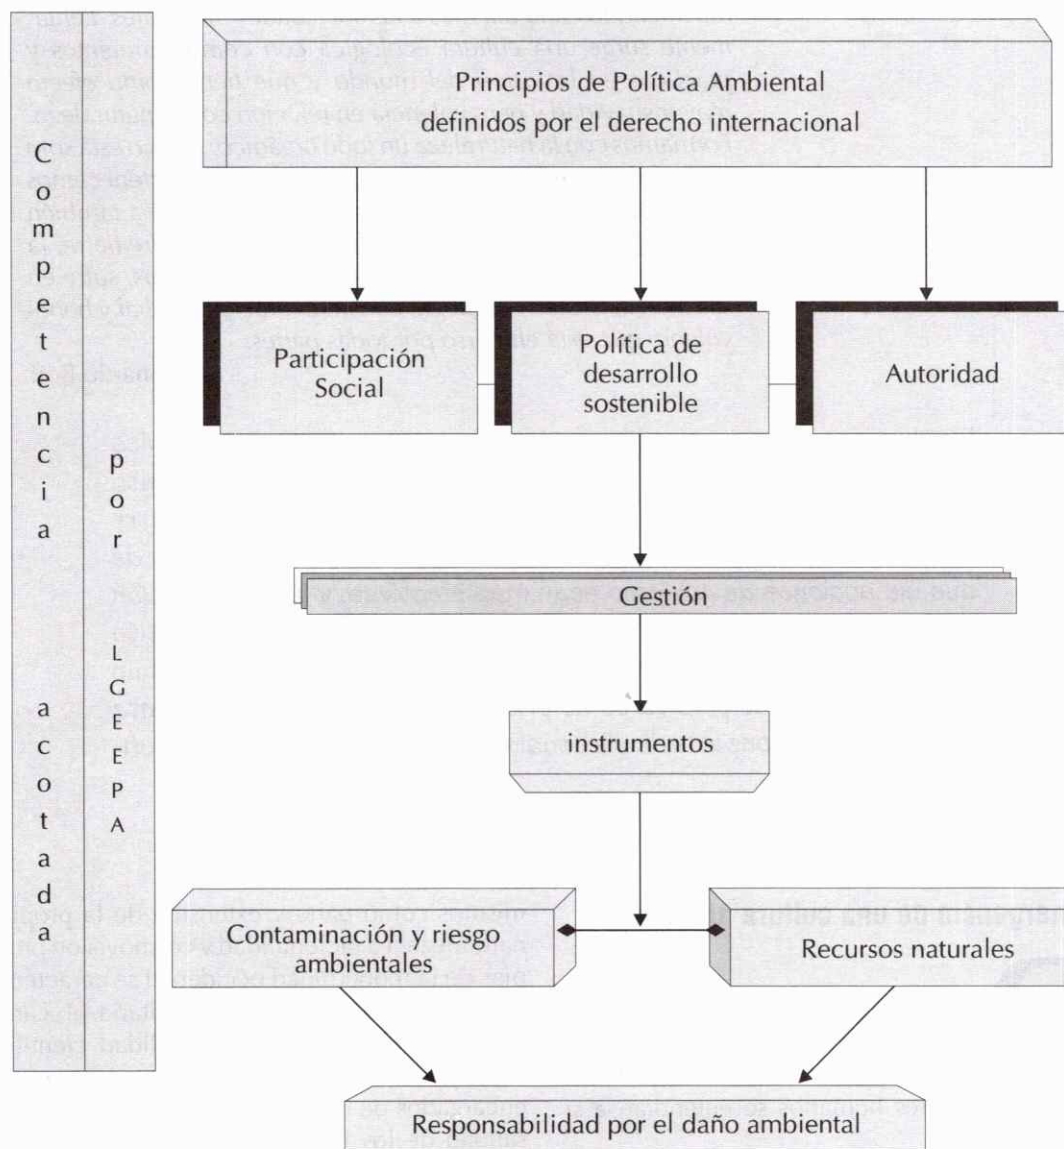 Competencia acotada
por LGEEPA
Principios de Política Ambiental
definidos por el derecho internacional
Participación
Social
Política de
desarrollo
sostenible
Autoridad
Gestión
instrumentos
Contaminación y riesgo
ambientales
Recursos naturales
Responsabilidad por el daño ambiental